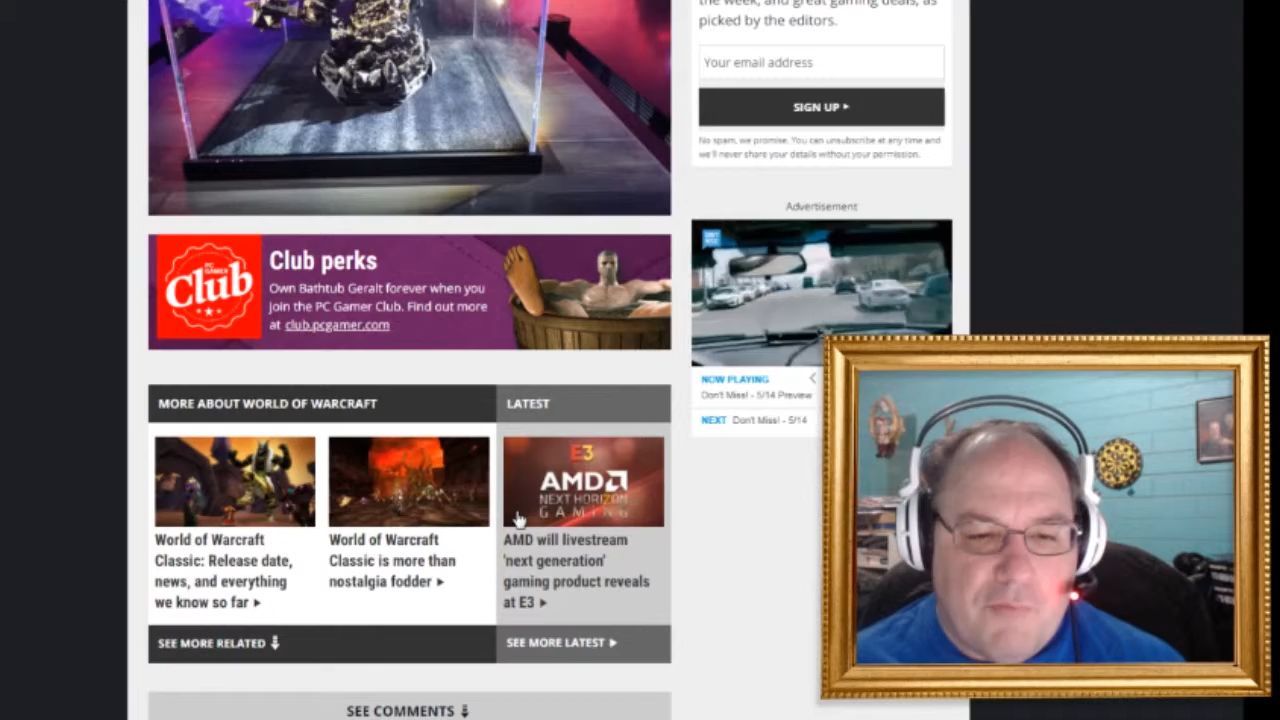 the week, and great gaming deals, as
picked by the editors.
Your email address
SIGN UP ▸
No spam, we promise. You can unsubscribe at any time and
we'll never share your details without your permission.
Advertisement
PC GAMER
Club
Club perks
Own Bathtub Geralt forever when you
join the PC Gamer Club. Find out more
at club.pcgamer.com
NOW PLAYING
Don't Miss! - 5/14 Preview
NEXT Don't Miss! - 5/14
MORE ABOUT WORLD OF WARCRAFT
LATEST
World of Warcraft
Classic: Release date,
news, and everything
we know so far ▸
World of Warcraft
Classic is more than
nostalgia fodder ▸
E3
AMD
NEXT HORIZON
GAMING
AMD will livestream
'next generation'
gaming product reveals
at E3 ▸
SEE MORE RELATED
SEE MORE LATEST ▸
SEE COMMENTS